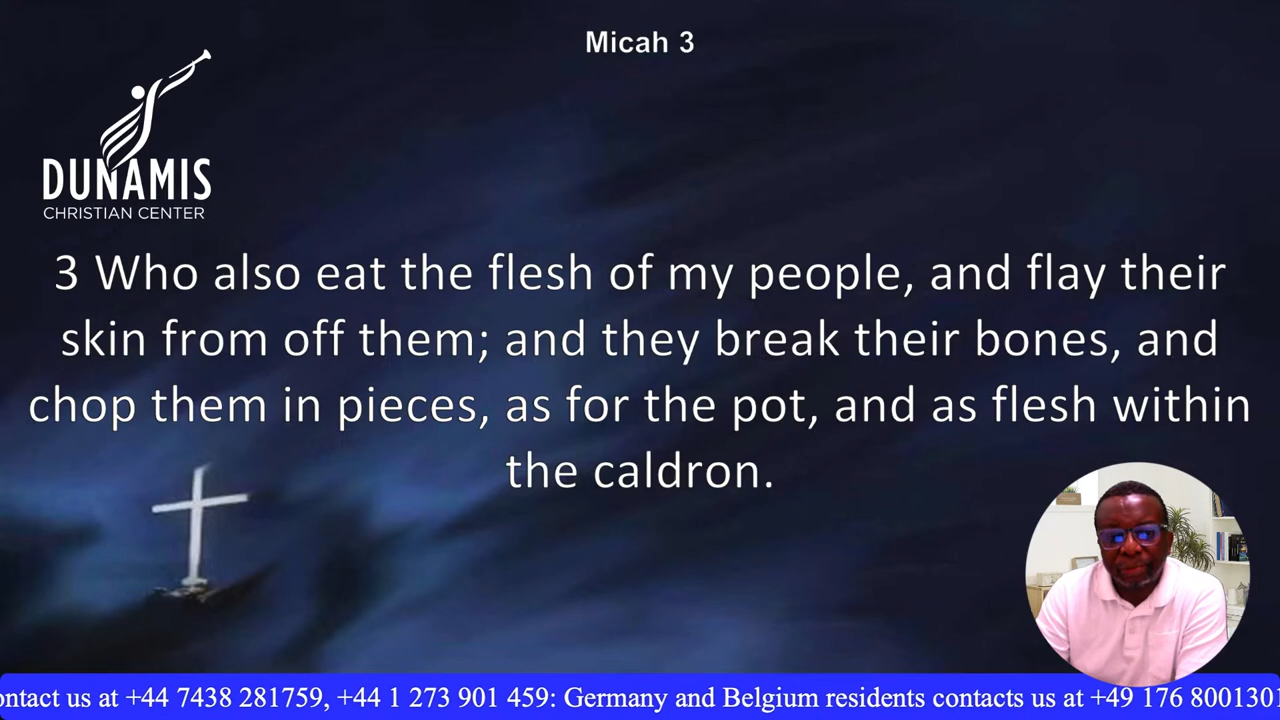 Micah 3
DUNAMIS
CHRISTIAN CENTER
3 Who also eat the flesh of my people, and flay their
skin from off them; and they break their bones, and
chop them in pieces, as for the pot, and as flesh within
the caldron.
us at +44 7438 281759, +44 1 273 901 459: Germany and Belgium residents contacts us at +49 176